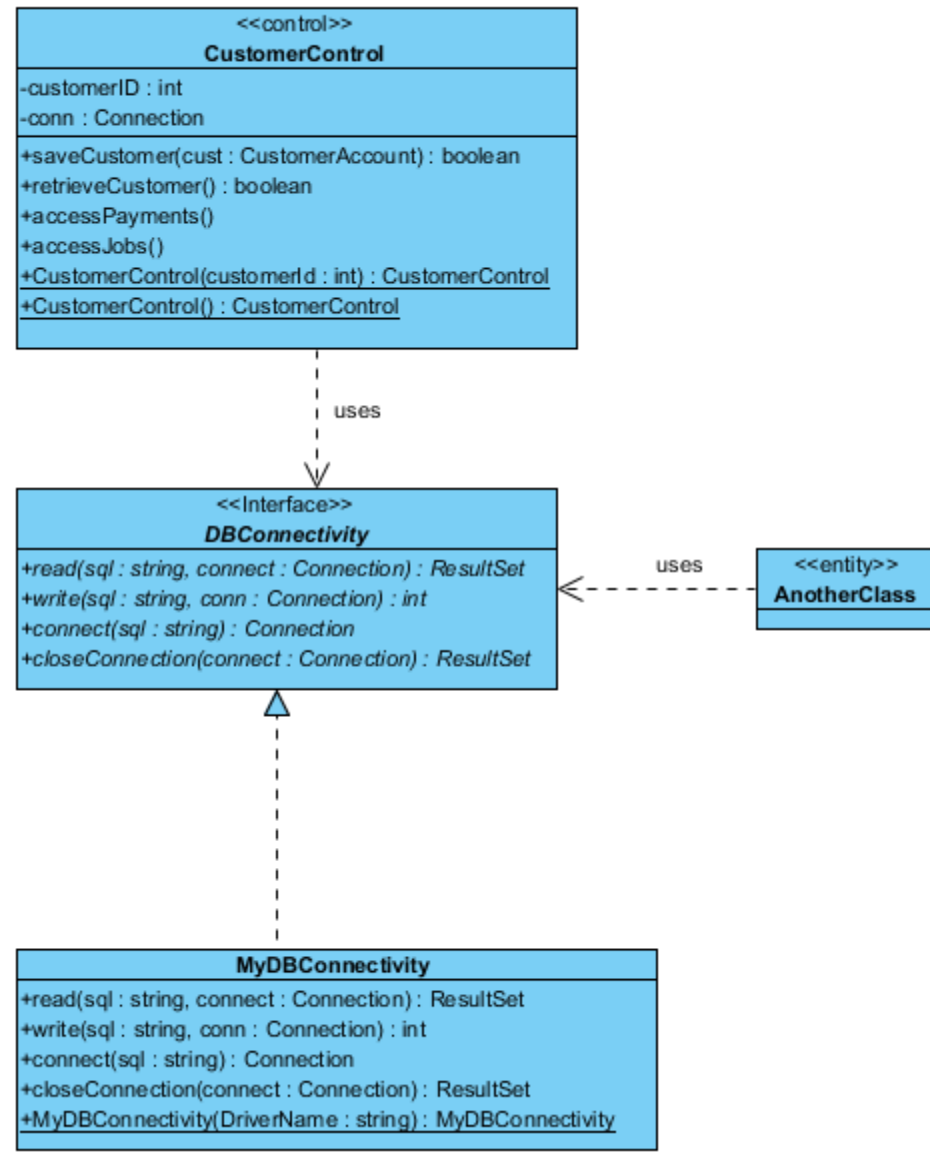 <<control>>
CustomerControl
-customerID : int
-conn : Connection
+saveCustomer(cust : CustomerAccount) : boolean
+retrieveCustomer() : boolean
+accessPayments()
+accessJobs()
+CustomerControl(customerId : int) : CustomerControl
+CustomerControl() : CustomerControl
uses
<<Interface>>
DBConnectivity
+read(sql : string, connect : Connection) : ResultSet
+write(sql : string, conn : Connection) : int
+connect(sql : string) : Connection
+closeConnection(connect : Connection) : ResultSet
uses
<<entity>>
AnotherClass
MyDBConnectivity
+read(sql : string, connect : Connection) : ResultSet
+write(sql : string, conn : Connection) : int
+connect(sql : string) : Connection
+closeConnection(connect : Connection) : ResultSet
+MyDBConnectivity(DriverName : string) : MyDBConnectivity